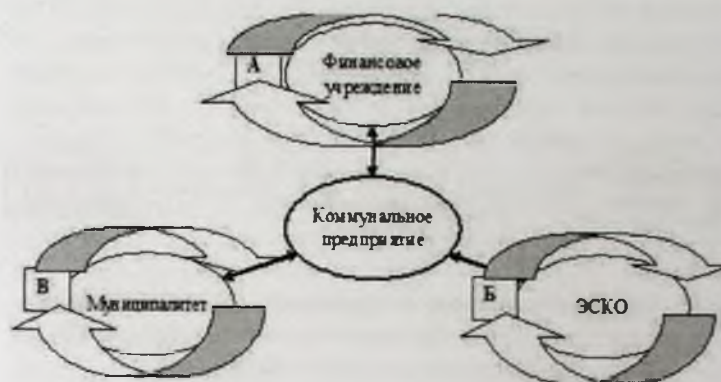 А
Финансовое
учреждение
Коммунальное
предприятие
В
Муниципалитет
Б
ЭСКО